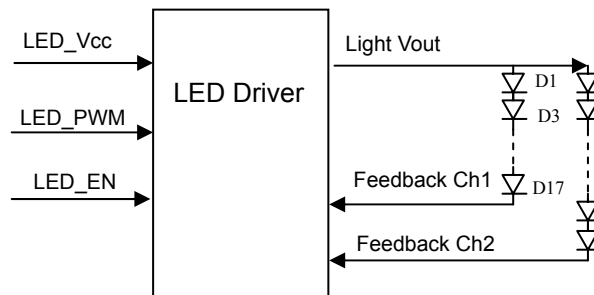 LED_Vcc
Light Vout
D1
LED Driver
D3
LED_PWM
LED_EN
Feedback Ch1
D17
Feedback Ch2